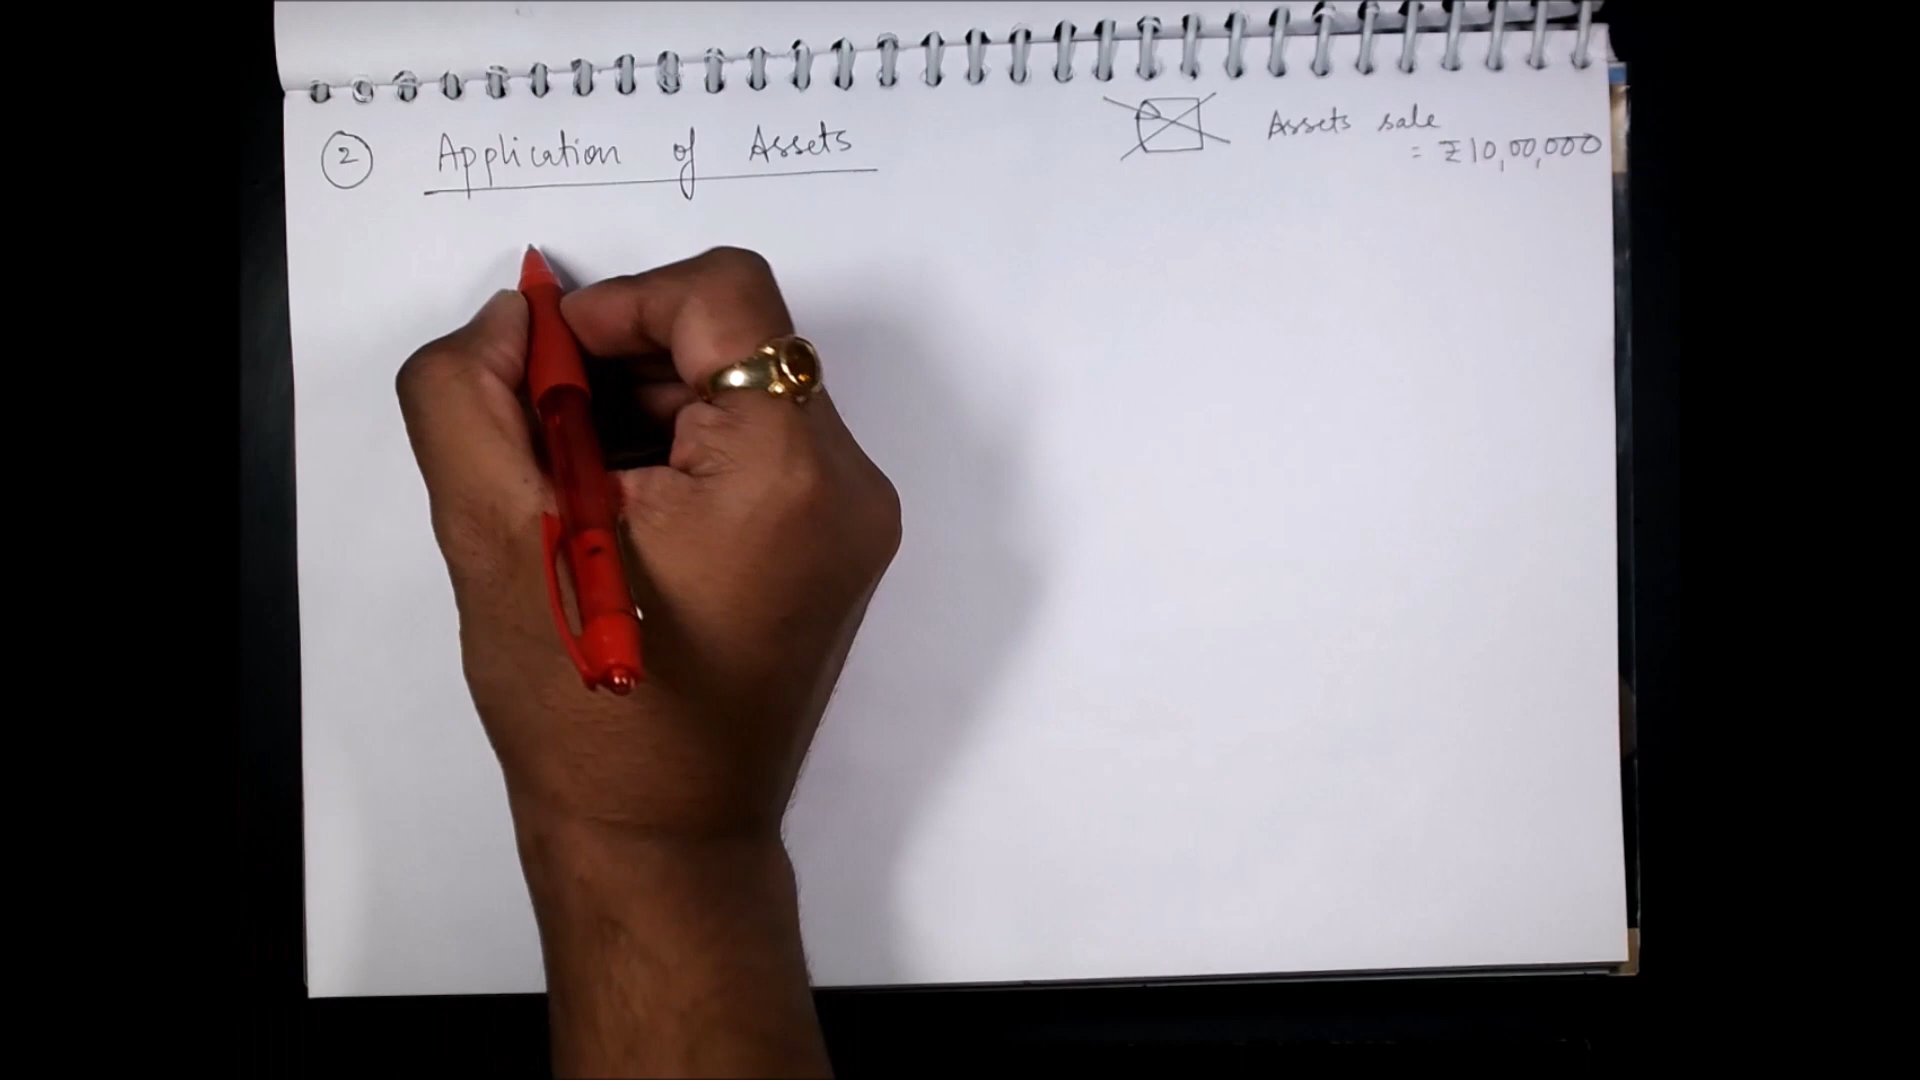 2 Application of Assets
Assets sale
= ₹10,00,000